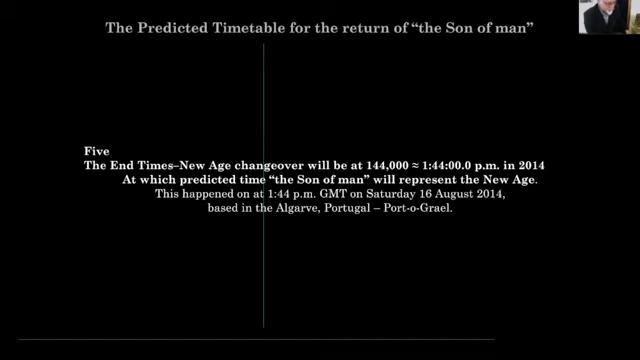 The Predicted Timetable for the return of “the Son of man”
Five
The End Times–New Age changeover will be at 144,000 ≈ 1:44:00.0 p.m. in 2014
At which predicted time “the Son of man” will represent the New Age.
This happened on at 1:44 p.m. GMT on Saturday 16 August 2014,
based in the Algarve, Portugal – Port-o-Grael.